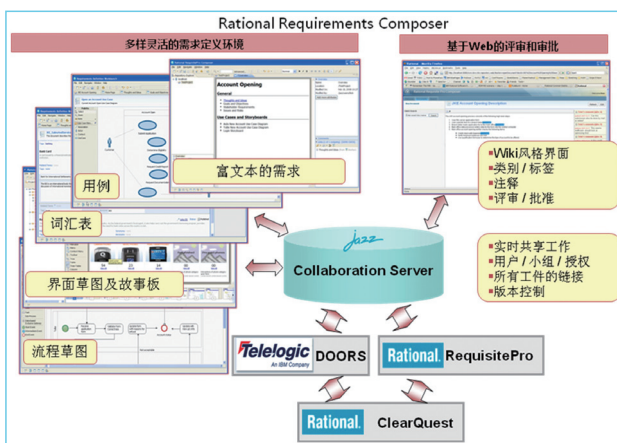 Rational Requirements Composer
多样灵活的需求定义环境
基于Web的评审和审批
Account Opening
General
Use Cases and Storyboards
富文本的需求
用例
词汇表
界面草图及故事板
流程草图
Wiki风格界面
类别 / 标签
注释
评审 / 批准
jazz
Collaboration Server
实时共享工作
用户 / 小组 / 授权
所有工件的链接
版本控制
Telelogic
An IBM Company
DOORS
Rational. RequisitePro
Rational. ClearQuest